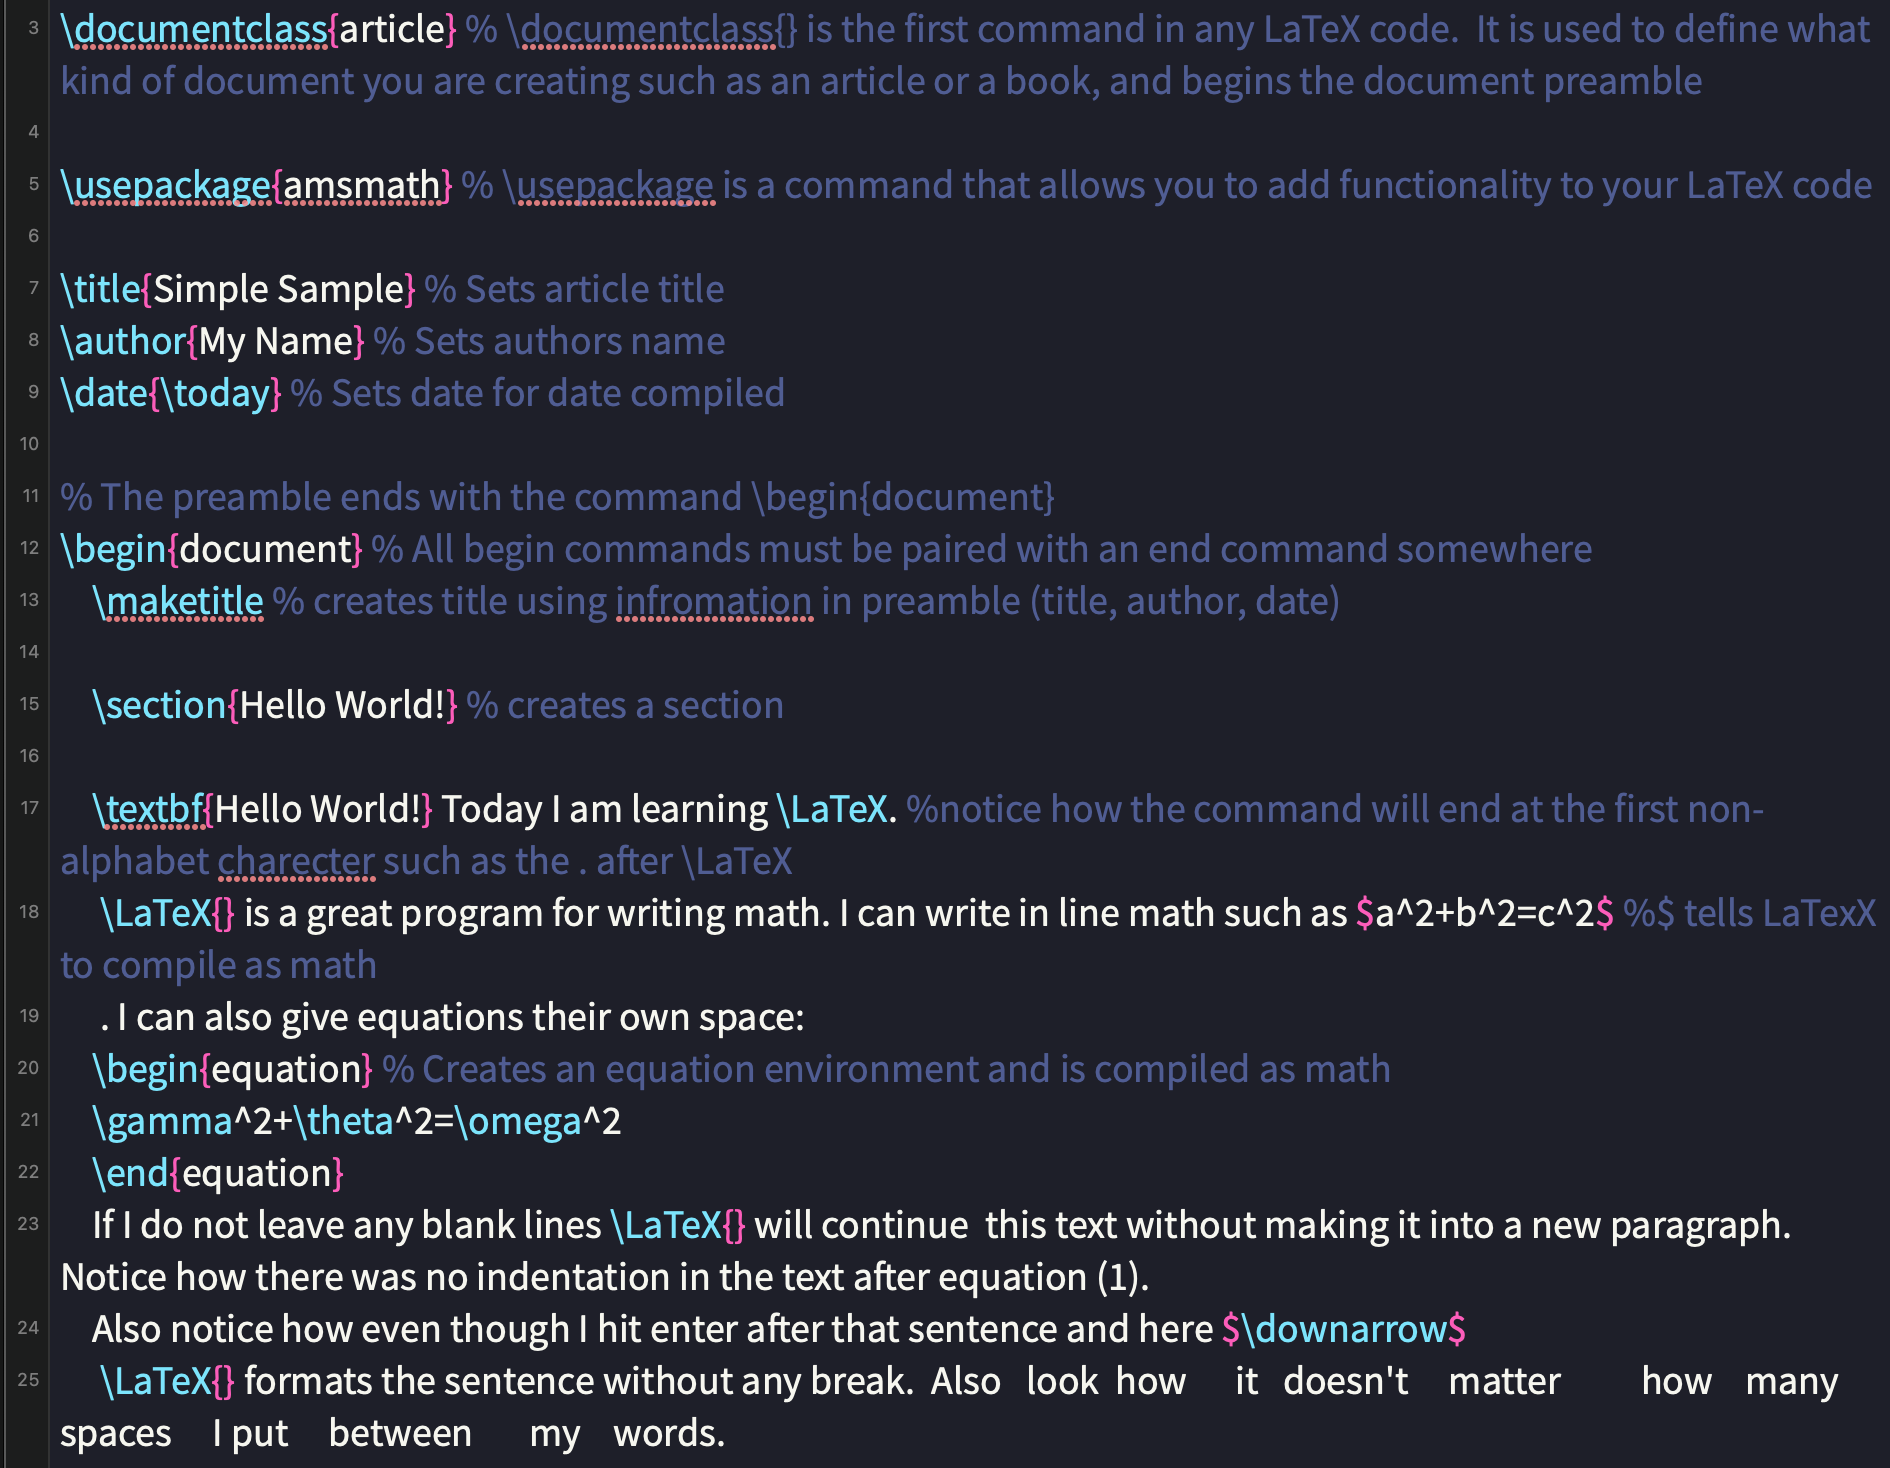 3 \documentclass{article} % \documentclass{} is the first command in any LaTeX code.  It is used to define what
kind of document you are creating such as an article or a book, and begins the document preamble
4
5 \usepackage{amsmath} % \usepackage is a command that allows you to add functionality to your LaTeX code
6
7 \title{Simple Sample} % Sets article title
8 \author{My Name} % Sets authors name
9 \date{\today} % Sets date for date compiled
10
11 % The preamble ends with the command \begin{document}
12 \begin{document} % All begin commands must be paired with an end command somewhere
13 \maketitle % creates title using infromation in preamble (title, author, date)
14
15 \section{Hello World!} % creates a section
16
17 \textbf{Hello World!} Today I am learning \LaTeX. %notice how the command will end at the first non-
alphabet charecter such as the . after \LaTeX
18 \LaTeX{} is a great program for writing math. I can write in line math such as $a^2+b^2=c^2$ %$ tells LaTexX
to compile as math
19 . I can also give equations their own space:
20 \begin{equation} % Creates an equation environment and is compiled as math
21 \gamma^2+\theta^2=\omega^2
22 \end{equation}
23 If I do not leave any blank lines \LaTeX{} will continue  this text without making it into a new paragraph.
Notice how there was no indentation in the text after equation (1).
24 Also notice how even though I hit enter after that sentence and here $\downarrow$
25 \LaTeX{} formats the sentence without any break.  Also   look  how      it   doesn't     matter          how    many
spaces     I put     between       my    words.